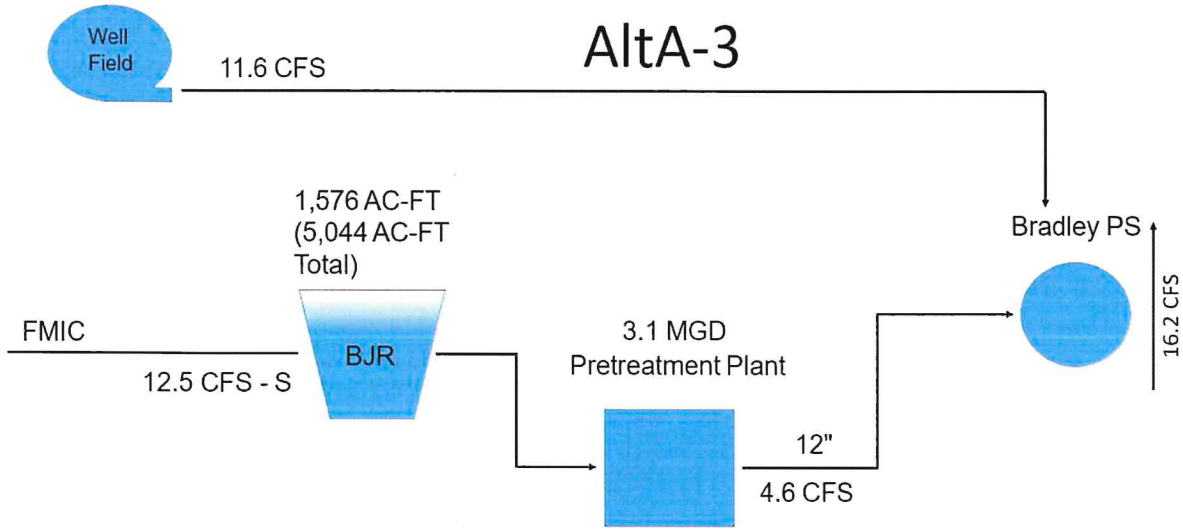 AltA-3
Well
Field
11.6 CFS
1,576 AC-FT
(5,044 AC-FT
Total)
Bradley PS
16.2 CFS
FMIC
BJR
12.5 CFS - S
3.1 MGD
Pretreatment Plant
12"
4.6 CFS